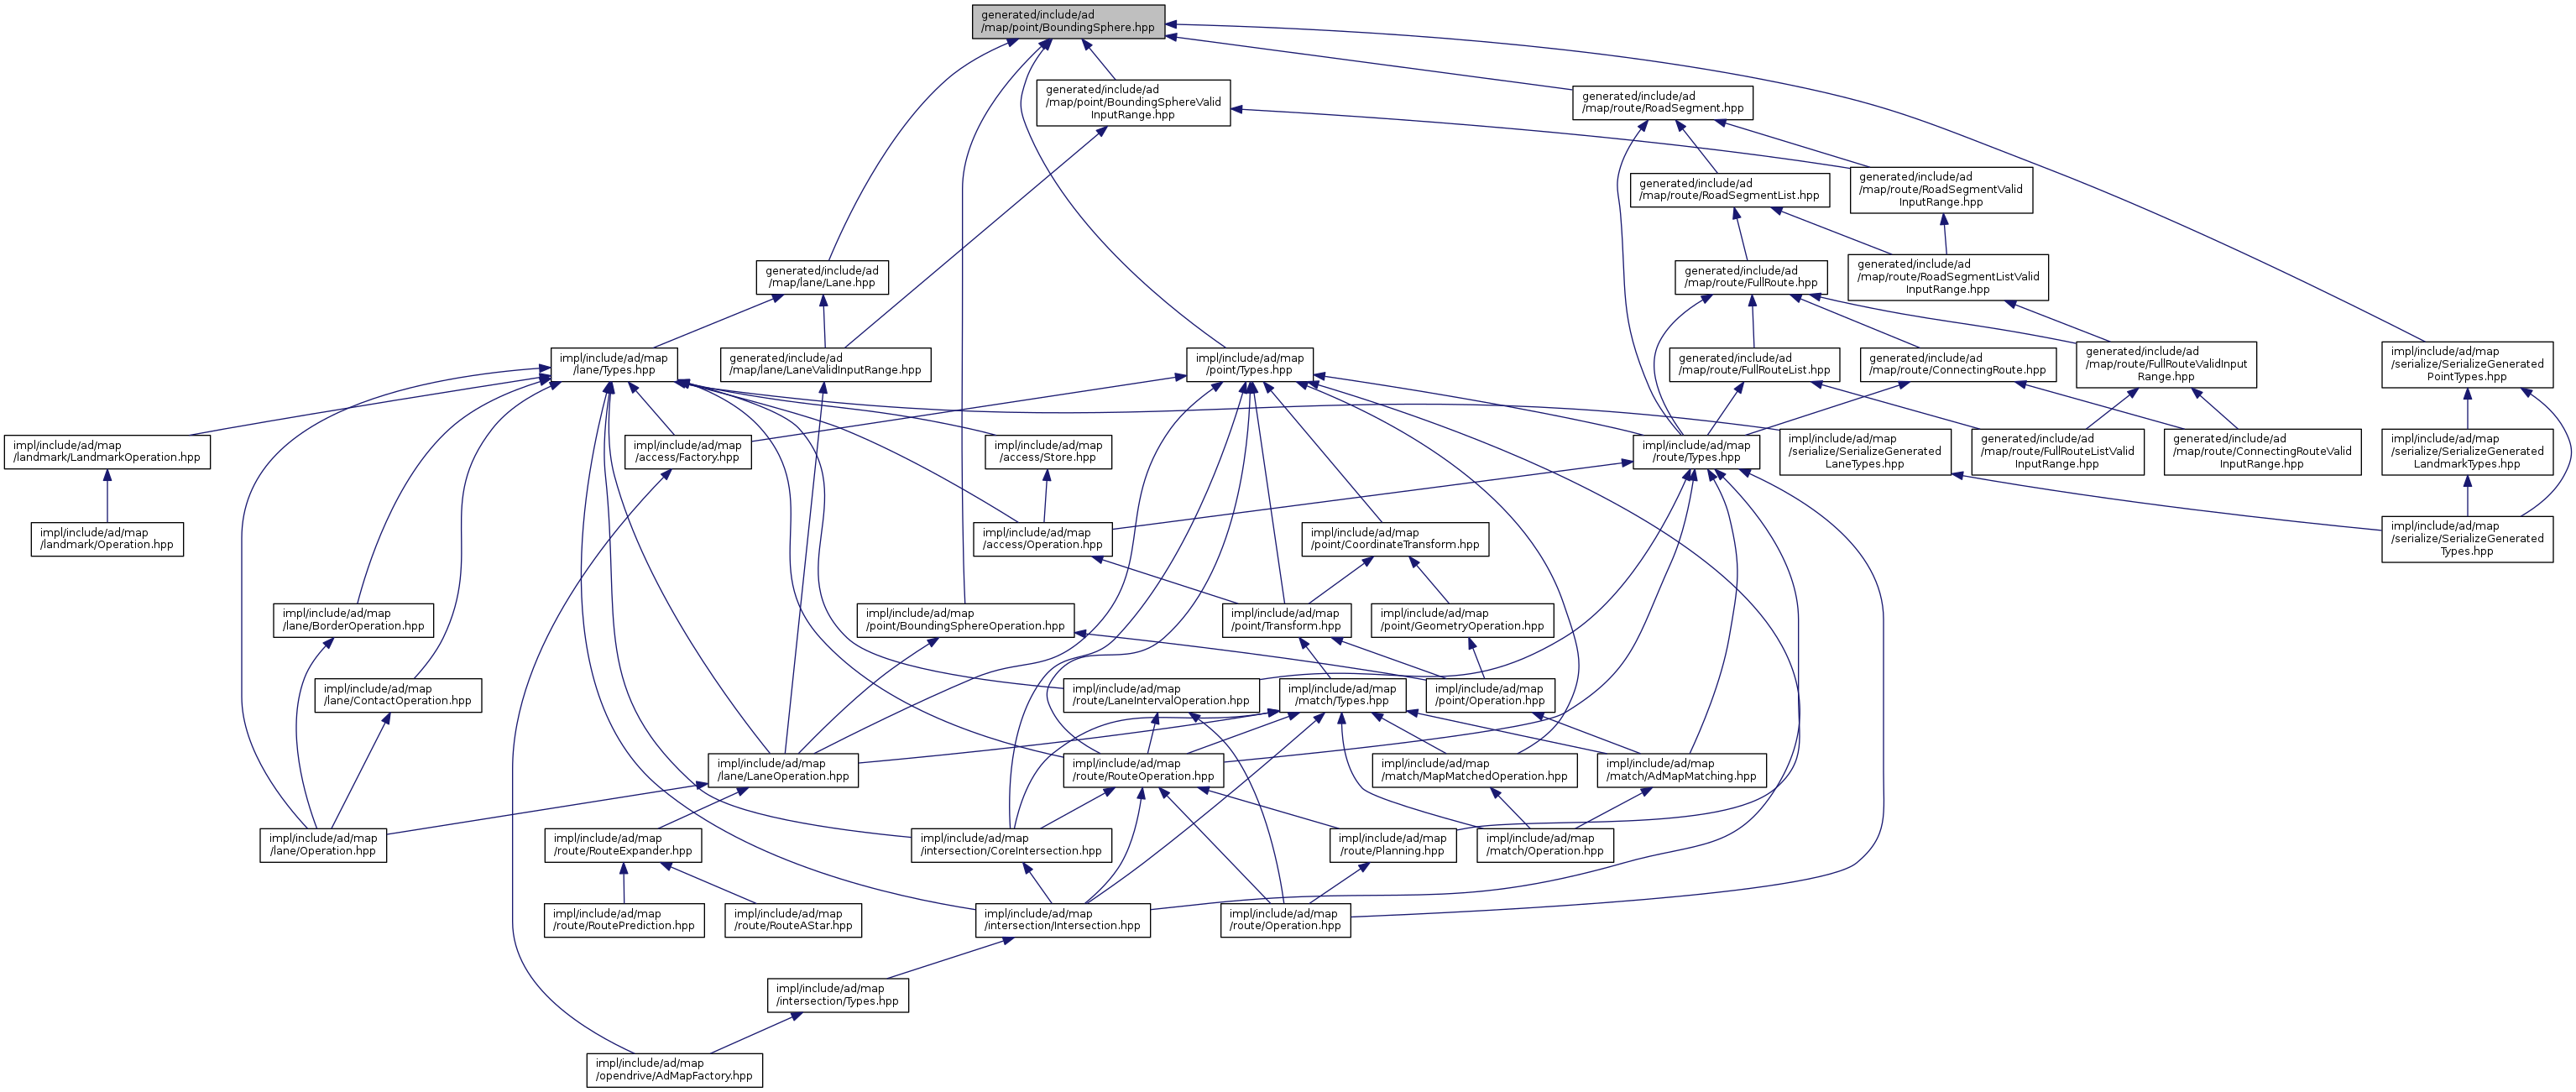 generated/include/ad
/map/point/BoundingSphere.hpp
generated/include/ad
/map/point/BoundingSphereValid
InputRange.hpp
generated/include/ad
/map/route/RoadSegment.hpp
generated/include/ad
/map/route/RoadSegmentList.hpp
generated/include/ad
/map/route/RoadSegmentValid
InputRange.hpp
generated/include/ad
/map/lane/Lane.hpp
generated/include/ad
/map/route/FullRoute.hpp
generated/include/ad
/map/route/RoadSegmentListValid
InputRange.hpp
impl/include/ad/map
/lane/Types.hpp
generated/include/ad
/map/lane/LaneValidInputRange.hpp
impl/include/ad/map
/point/Types.hpp
generated/include/ad
/map/route/FullRouteList.hpp
generated/include/ad
/map/route/ConnectingRoute.hpp
generated/include/ad
/map/route/FullRouteValidInput
Range.hpp
impl/include/ad/map
/serialize/SerializeGenerated
PointTypes.hpp
impl/include/ad/map
/landmark/LandmarkOperation.hpp
impl/include/ad/map
/access/Factory.hpp
impl/include/ad/map
/access/Store.hpp
impl/include/ad/map
/route/Types.hpp
impl/include/ad/map
/serialize/SerializeGenerated
LaneTypes.hpp
generated/include/ad
/map/route/FullRouteListValid
InputRange.hpp
generated/include/ad
/map/route/ConnectingRouteValid
InputRange.hpp
impl/include/ad/map
/serialize/SerializeGenerated
LandmarkTypes.hpp
impl/include/ad/map
/landmark/Operation.hpp
impl/include/ad/map
/access/Operation.hpp
impl/include/ad/map
/point/CoordinateTransform.hpp
impl/include/ad/map
/serialize/SerializeGenerated
Types.hpp
impl/include/ad/map
/lane/BorderOperation.hpp
impl/include/ad/map
/point/BoundingSphereOperation.hpp
impl/include/ad/map
/point/Transform.hpp
impl/include/ad/map
/point/GeometryOperation.hpp
impl/include/ad/map
/lane/ContactOperation.hpp
impl/include/ad/map
/route/LaneIntervalOperation.hpp
impl/include/ad/map
/match/Types.hpp
impl/include/ad/map
/point/Operation.hpp
impl/include/ad/map
/lane/LaneOperation.hpp
impl/include/ad/map
/route/RouteOperation.hpp
impl/include/ad/map
/match/MapMatchedOperation.hpp
impl/include/ad/map
/match/AdMapMatching.hpp
impl/include/ad/map
/lane/Operation.hpp
impl/include/ad/map
/route/RouteExpander.hpp
impl/include/ad/map
/intersection/CoreIntersection.hpp
impl/include/ad/map
/route/Planning.hpp
impl/include/ad/map
/match/Operation.hpp
impl/include/ad/map
/route/RoutePrediction.hpp
impl/include/ad/map
/route/RouteAStar.hpp
impl/include/ad/map
/intersection/Intersection.hpp
impl/include/ad/map
/route/Operation.hpp
impl/include/ad/map
/intersection/Types.hpp
impl/include/ad/map
/opendrive/AdMapFactory.hpp